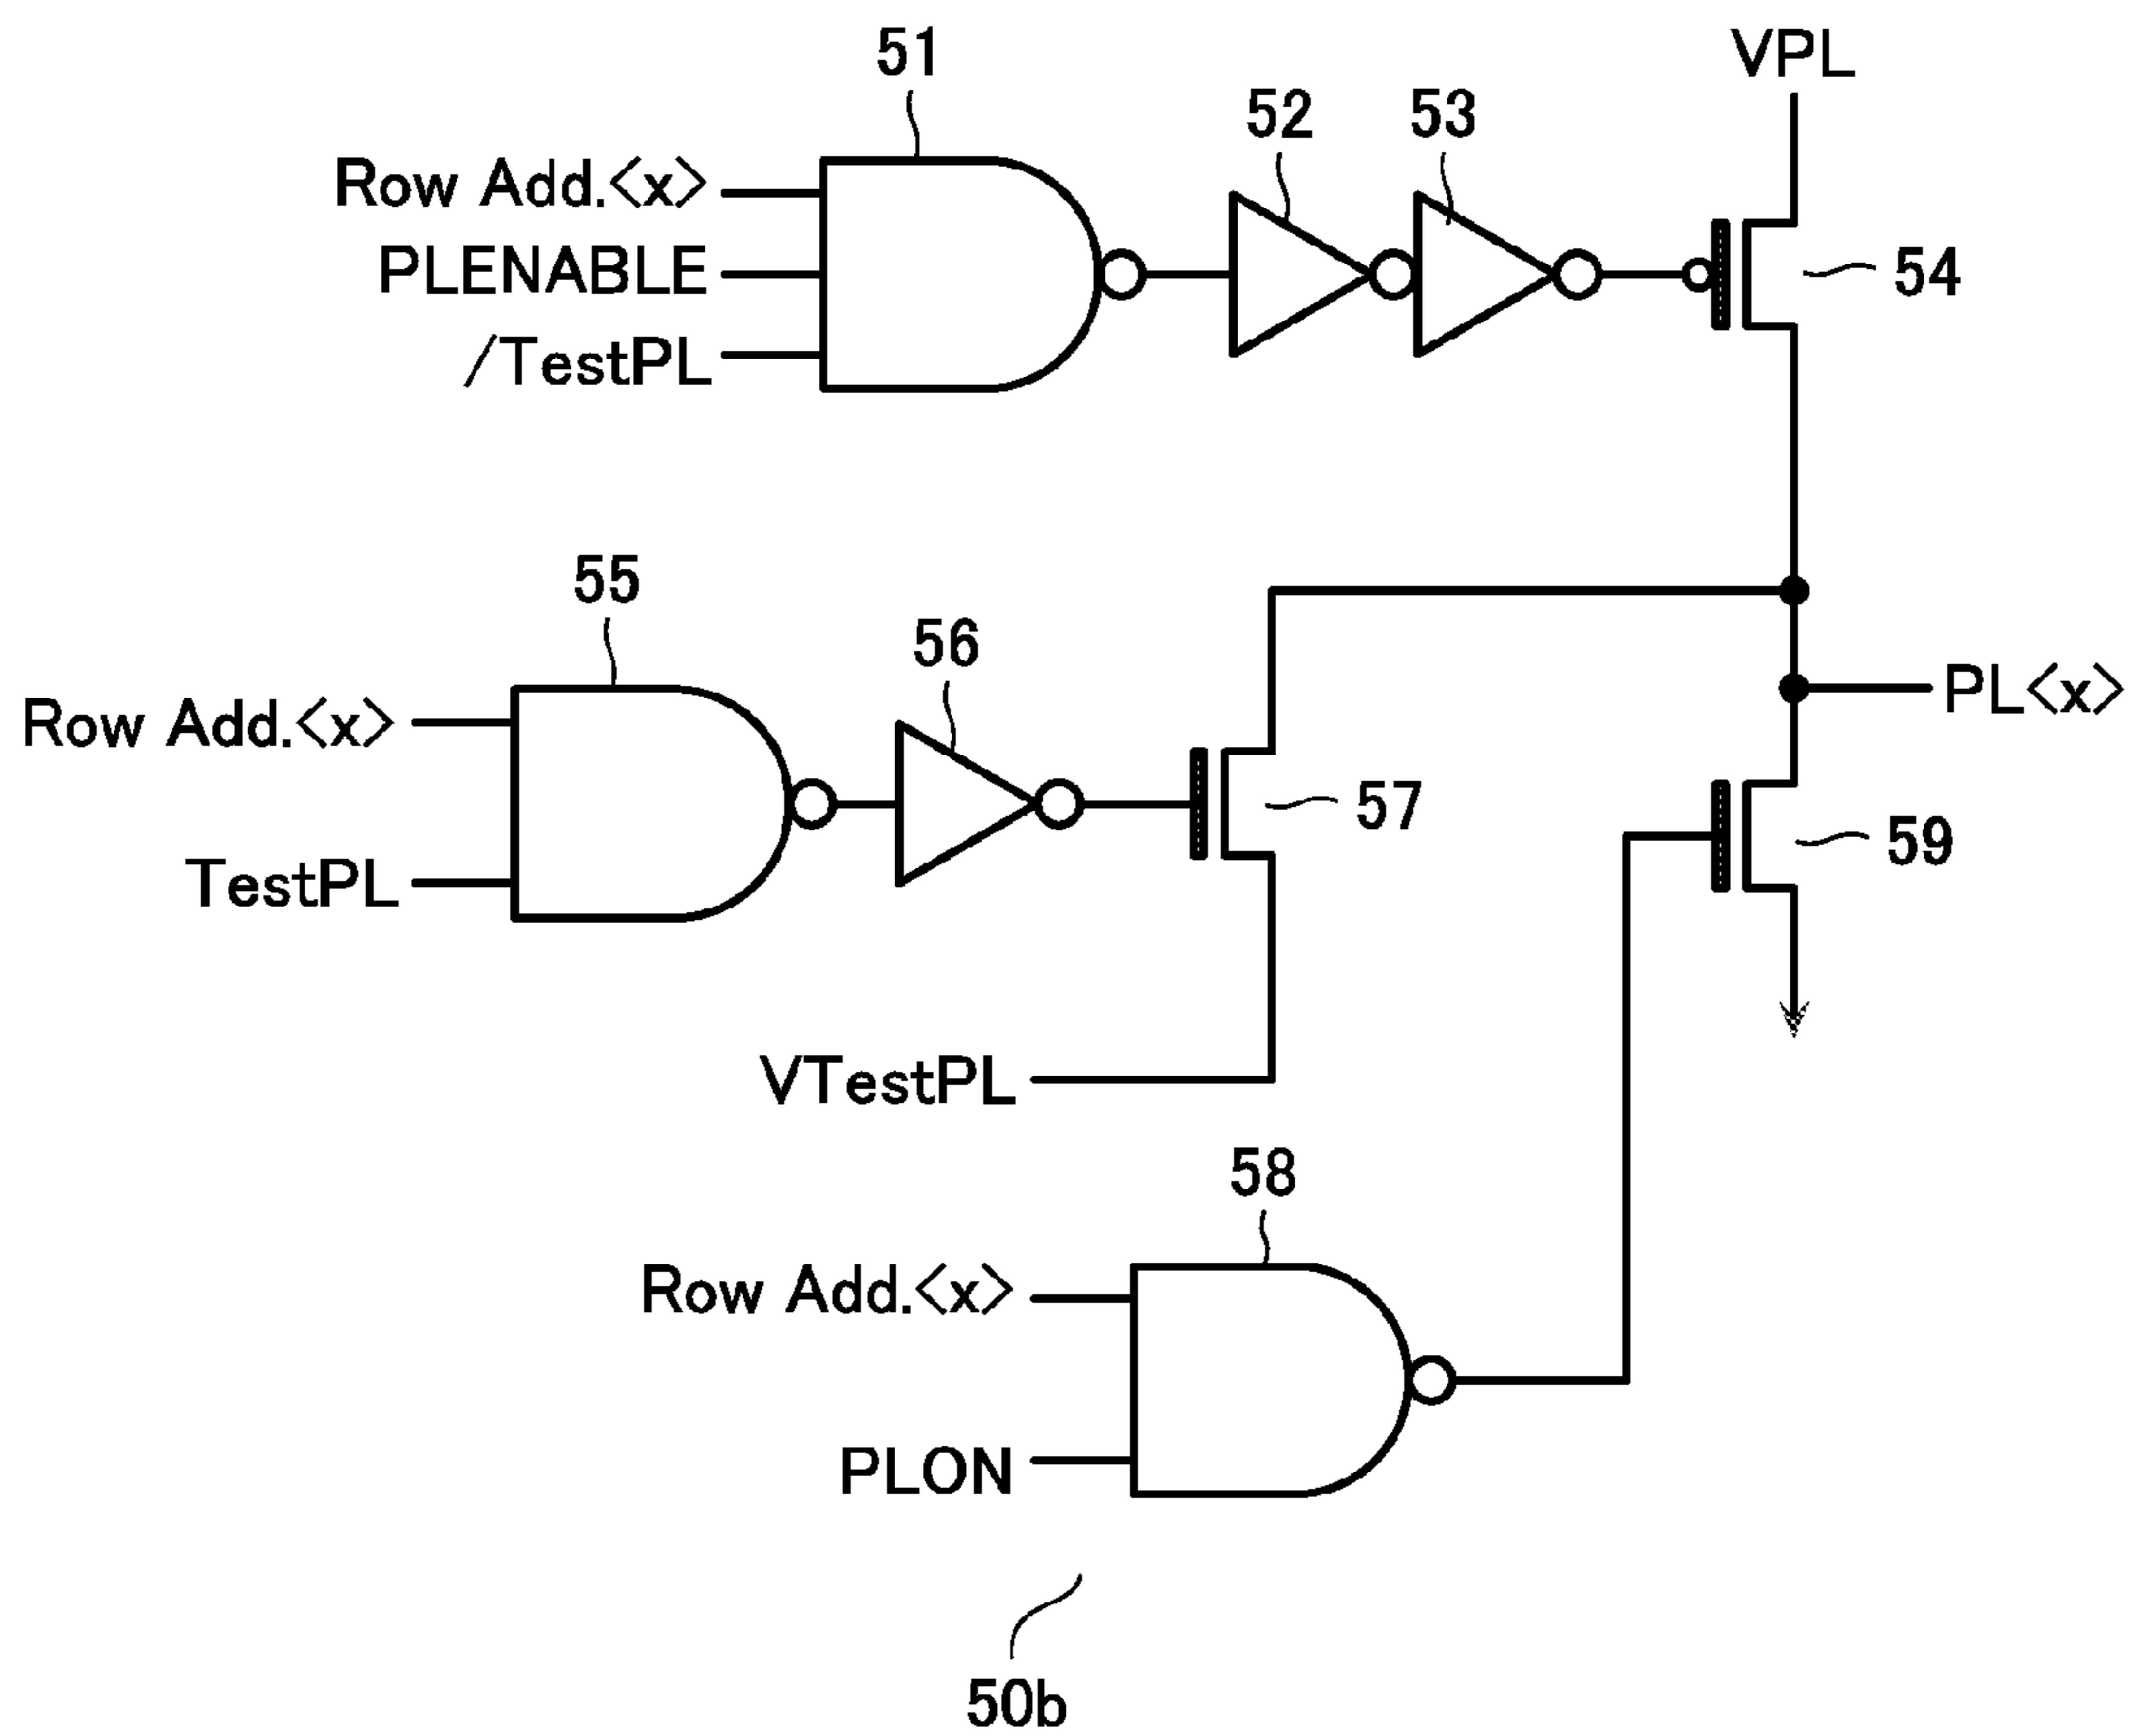 51
VPL
52
53
Row Add.<x>
PLENABLE
54
/TestPL
55
56
PL<x>
Row Add.<x>
57
59
TestPL
VTestPL
58
Row Add.<x>
PLON
50b